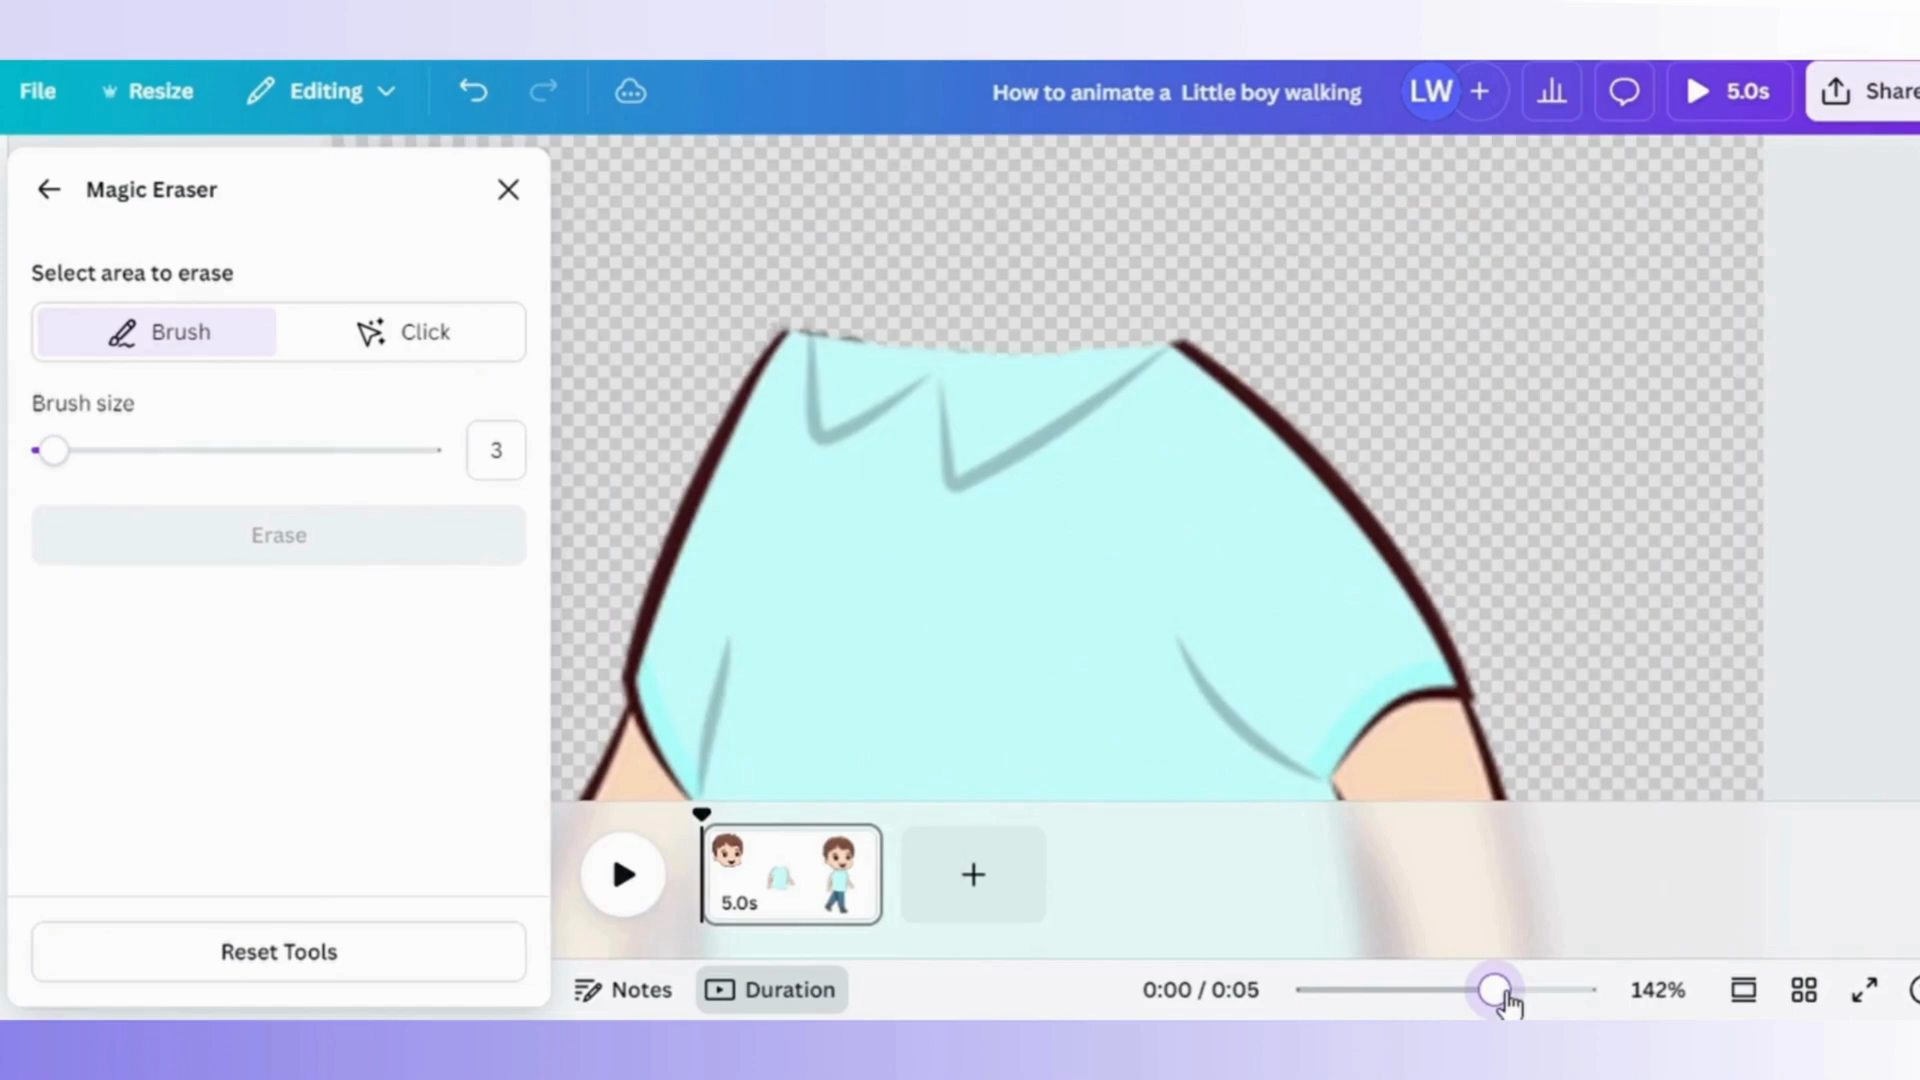 File
Resize
Editing
How to animate a Little boy walking
LW
5.0s
Share
Magic Eraser
Select area to erase
Brush
Click
Brush size
3
Erase
Reset Tools
5.0s
Notes
Duration
0:00 / 0:05
142%